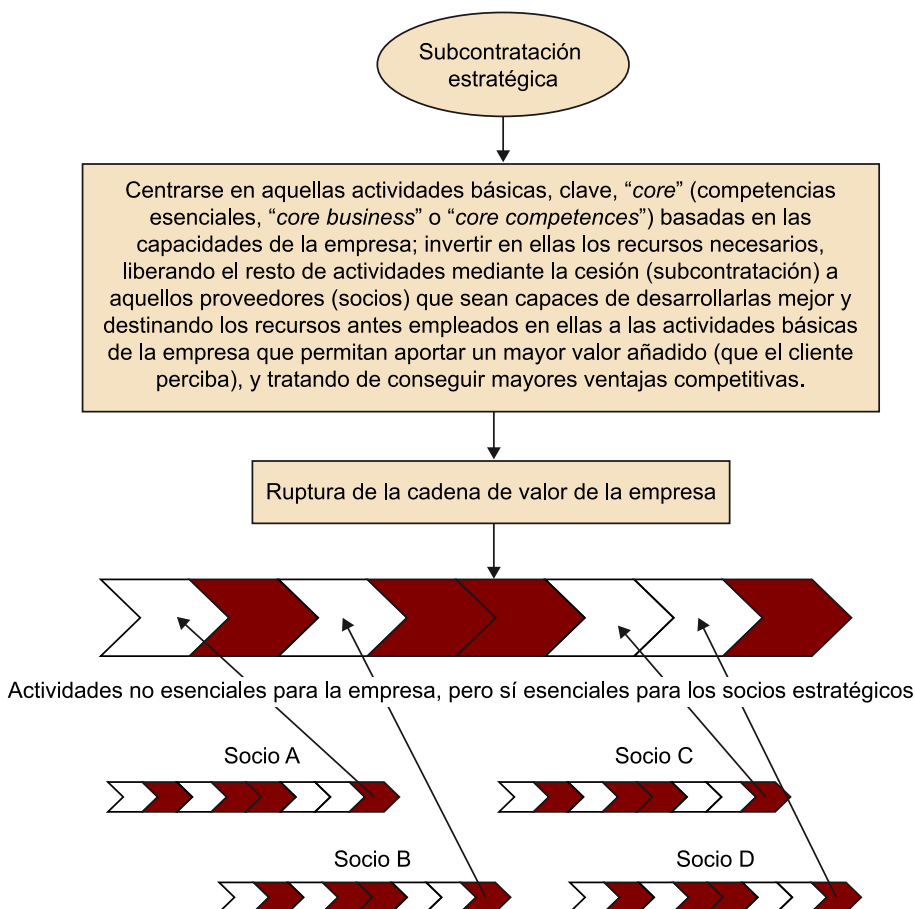 Subcontratación
estratégica
Centrarse en aquellas actividades básicas, clave, “core” (competencias
esenciales, “core business” o “core competences”) basadas en las
capacidades de la empresa; invertir en ellas los recursos necesarios,
liberando el resto de actividades mediante la cesión (subcontratación) a
aquellos proveedores (socios) que sean capaces de desarrollarlas mejor y
destinando los recursos antes empleados en ellas a las actividades básicas
de la empresa que permitan aportar un mayor valor añadido (que el cliente
perciba), y tratando de conseguir mayores ventajas competitivas.
Ruptura de la cadena de valor de la empresa
Actividades no esenciales para la empresa, pero sí esenciales para los socios estratégicos
Socio A
Socio C
Socio B
Socio D